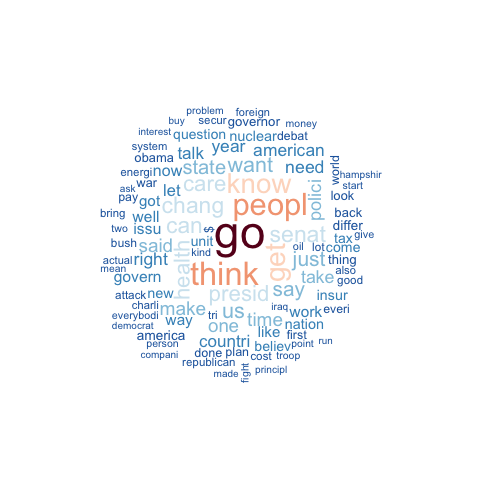 problem foreign
buy secur governor money
interest question nuclear debat
system talk year american
obama now state want need world
energi war let care know polici hampshir
ask got chang peopl look start
pay well can $ back
bring issu go senat differ give
two said unit oil lot come tax
bush right kind think get just thing also
actual govern health take good
mean presid say insur
attack new make us iraq work everi
charli way tri one time nation
everybodi america countri like first
democrat person done plan believ point run
compani republican cost troop
made fight principl